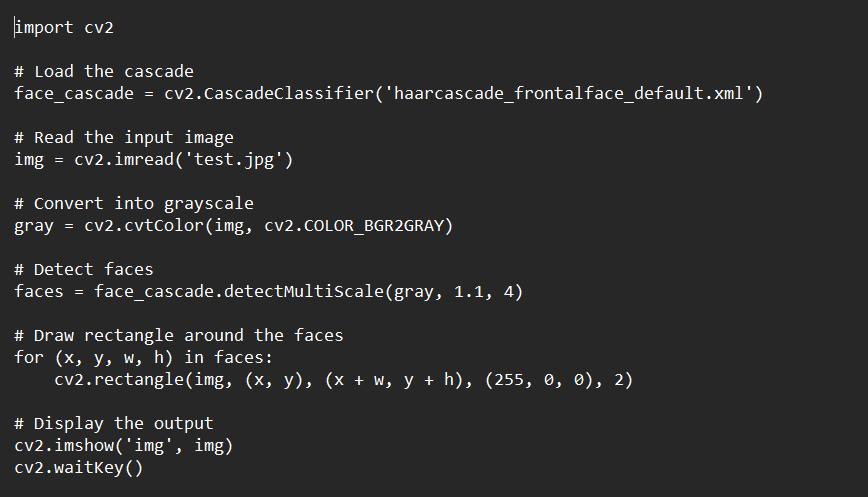 import cv2

# Load the cascade
face_cascade = cv2.CascadeClassifier('haarcascade_frontalface_default.xml')

# Read the input image
img = cv2.imread('test.jpg')

# Convert into grayscale
gray = cv2.cvtColor(img, cv2.COLOR_BGR2GRAY)

# Detect faces
faces = face_cascade.detectMultiScale(gray, 1.1, 4)

# Draw rectangle around the faces
for (x, y, w, h) in faces:
    cv2.rectangle(img, (x, y), (x + w, y + h), (255, 0, 0), 2)

# Display the output
cv2.imshow('img', img)
cv2.waitKey()